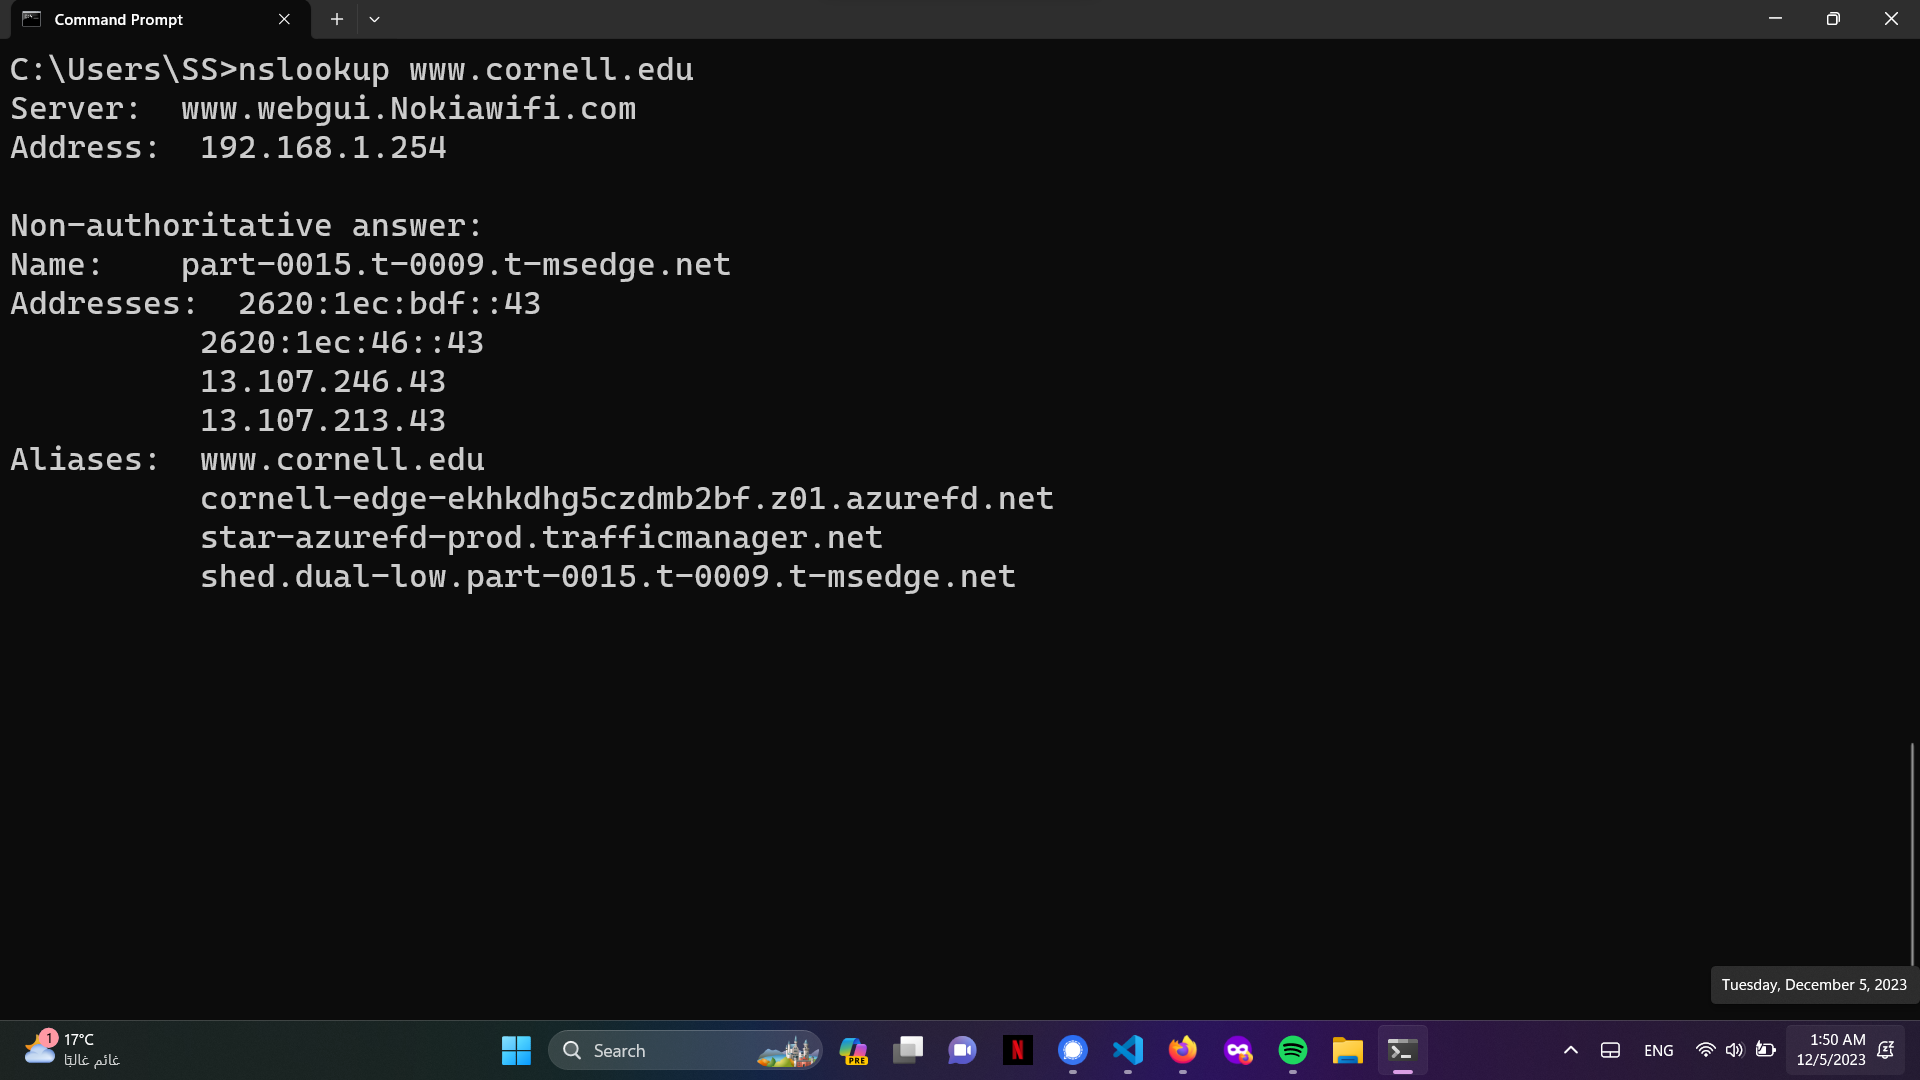 Command Prompt
C:\Users\SS>nslookup www.cornell.edu
Server:  www.webgui.Nokiawifi.com
Address:  192.168.1.254
Non-authoritative answer:
Name:    part-0015.t-0009.t-msedge.net
Addresses:  2620:1ec:bdf::43
2620:1ec:46::43
13.107.246.43
13.107.213.43
Aliases:  www.cornell.edu
cornell-edge-ekhkdhg5czdmb2bf.z01.azurefd.net
star-azurefd-prod.trafficmanager.net
shed.dual-low.part-0015.t-0009.t-msedge.net
Tuesday, December 5, 2023
1
17°C
غائم غالبًا
Search
PRE
N
ENG
1:50 AM
12/5/2023